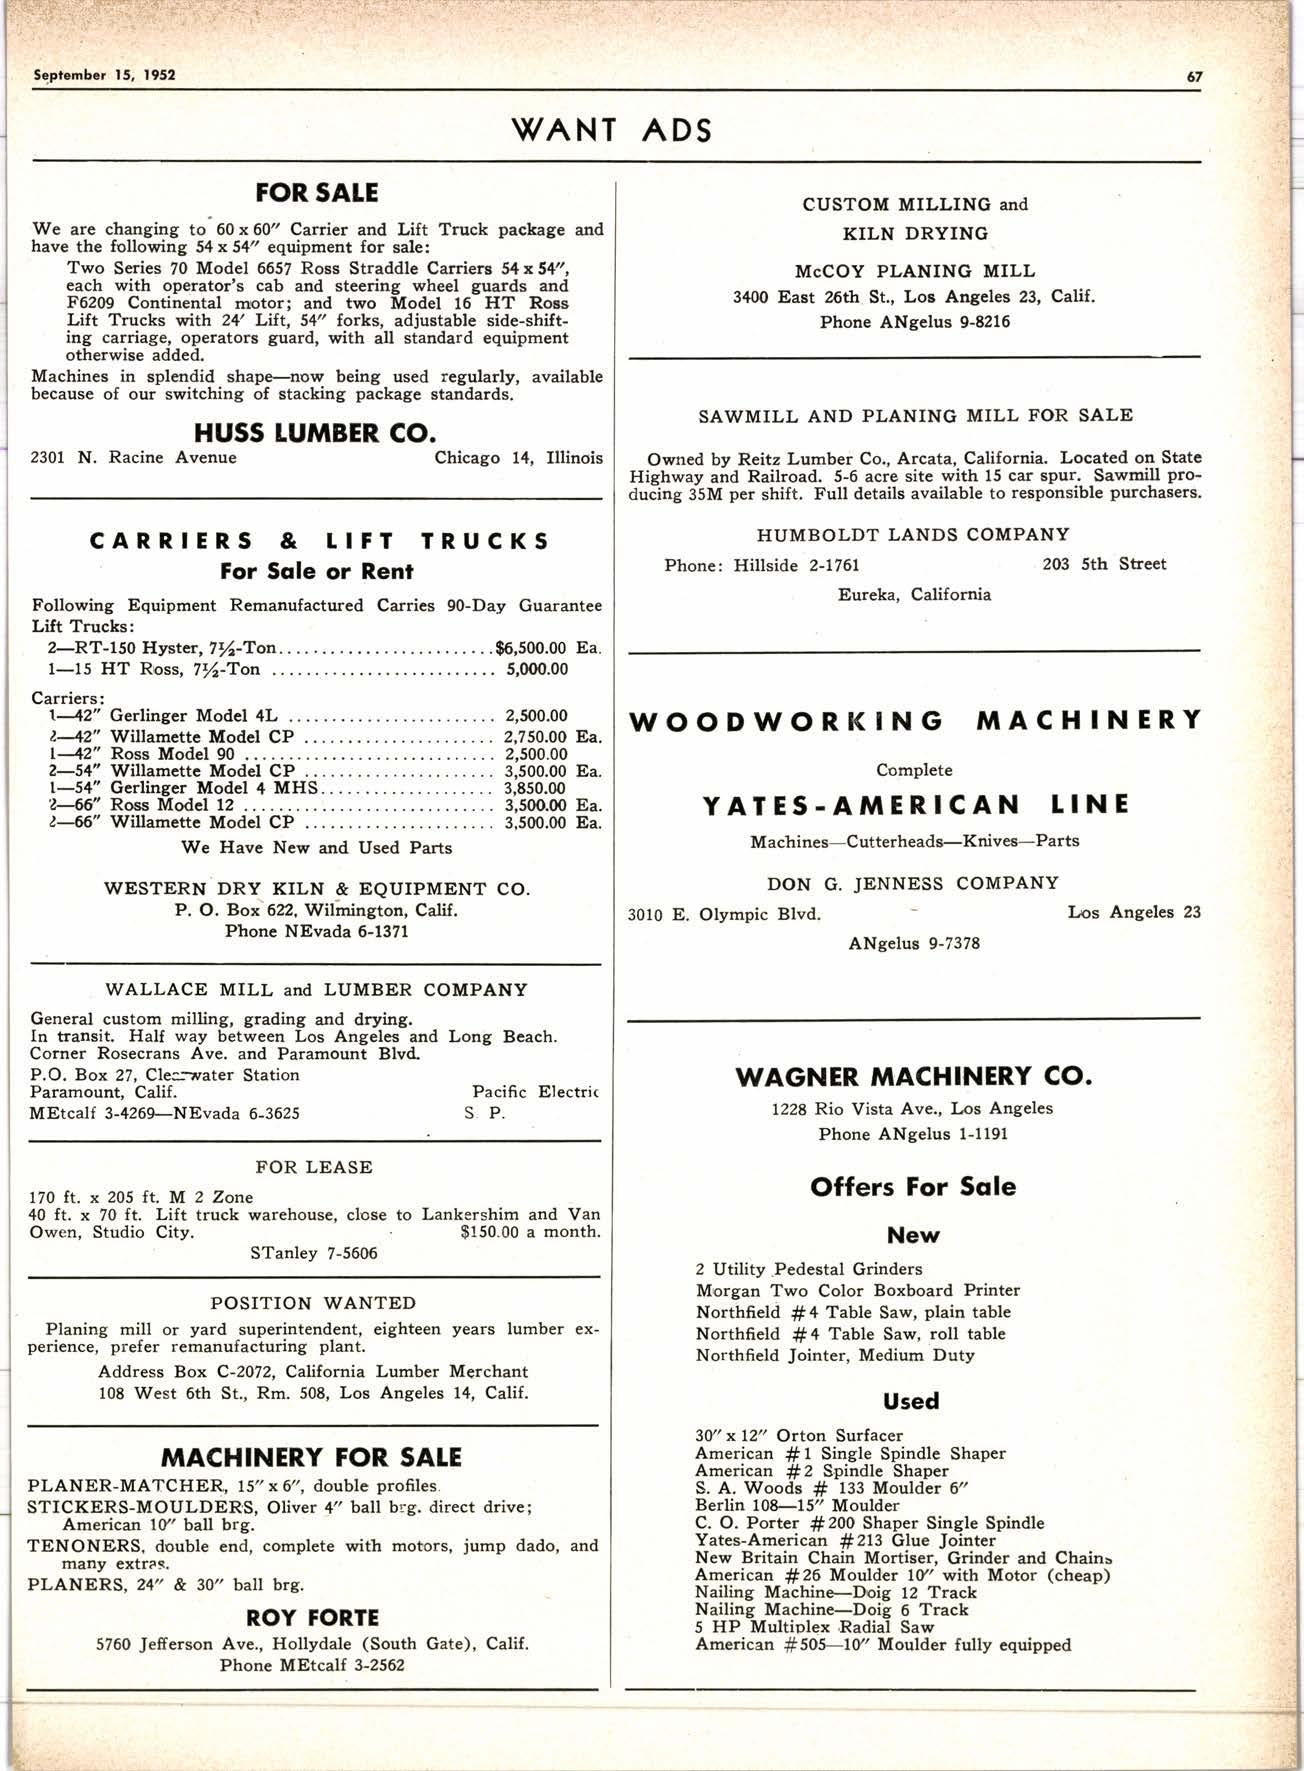 September 15, 1952
67
WANT ADS
FOR SALE
We are changing to 60 x 60″ Carrier and Lift Truck package and
have the following 54 x 54″ equipment for sale:
Two Series 70 Model 6657 Ross Straddle Carriers 54 x 54″,
each with operator's cab and steering wheel guards and
F6209 Continental motor; and two Model 16 HT Ross
Lift Trucks with 24′ Lift, 54″ forks, adjustable side-shift-
ing carriage, operators guard, with all standard equipment
otherwise added.
Machines in splendid shape—now being used regularly, available
because of our switching of stacking package standards.
HUSS LUMBER CO.
2301 N. Racine Avenue Chicago 14, Illinois
CARRIERS & LIFT TRUCKS
For Sale or Rent
Following Equipment Remanufactured Carries 90-Day Guarantee
Lift Trucks:
2—RT-150 Hyster, 7½-Ton.........................$6,500.00 Ea.
1—15 HT Ross, 7½-Ton .......................... 5,000.00
Carriers:
1—42″ Gerlinger Model 4L ........................ 2,500.00
2—42″ Willamette Model CP ...................... 2,750.00 Ea.
1—42″ Ross Model 90 ............................. 2,500.00
2—54″ Willamette Model CP ...................... 3,500.00 Ea.
1—54″ Gerlinger Model 4 MHS.................... 3,850.00
2—66″ Ross Model 12 ............................. 3,500.00 Ea.
2—66″ Willamette Model CP ...................... 3,500.00 Ea.
We Have New and Used Parts
WESTERN DRY KILN & EQUIPMENT CO.
P. O. Box 622, Wilmington, Calif.
Phone NEvada 6-1371
WALLACE MILL and LUMBER COMPANY
General custom milling, grading and drying.
In transit. Half way between Los Angeles and Long Beach.
Corner Rosecrans Ave. and Paramount Blvd.
P.O. Box 27, Clearwater Station
Paramount, Calif. Pacific Electric
MEtcalf 3-4269—NEvada 6-3625 S. P.
FOR LEASE
170 ft. x 205 ft. M 2 Zone
40 ft. x 70 ft. Lift truck warehouse, close to Lankershim and Van
Owen, Studio City. $150.00 a month.
STanley 7-5606
POSITION WANTED
Planing mill or yard superintendent, eighteen years lumber ex-
perience, prefer remanufacturing plant.
Address Box C-2072, California Lumber Merchant
108 West 6th St., Rm. 508, Los Angeles 14, Calif.
MACHINERY FOR SALE
PLANER-MATCHER, 15″ x 6″, double profiles.
STICKERS-MOULDERS, Oliver 4″ ball brg. direct drive;
American 10″ ball brg.
TENONERS, double end, complete with motors, jump dado, and
many extras.
PLANERS, 24″ & 30″ ball brg.
ROY FORTE
5760 Jefferson Ave., Hollydale (South Gate), Calif.
Phone MEtcalf 3-2562
CUSTOM MILLING and
KILN DRYING
McCOY PLANING MILL
3400 East 26th St., Los Angeles 23, Calif.
Phone ANgelus 9-8216
SAWMILL AND PLANING MILL FOR SALE
Owned by Reitz Lumber Co., Arcata, California. Located on State
Highway and Railroad. 5-6 acre site with 15 car spur. Sawmill pro-
ducing 35M per shift. Full details available to responsible purchasers.
HUMBOLDT LANDS COMPANY
Phone: Hillside 2-1761 203 5th Street
Eureka, California
WOODWORKING MACHINERY
Complete
YATES-AMERICAN LINE
Machines—Cutterheads—Knives—Parts
DON G. JENNESS COMPANY
3010 E. Olympic Blvd. Los Angeles 23
ANgelus 9-7378
WAGNER MACHINERY CO.
1228 Rio Vista Ave., Los Angeles
Phone ANgelus 1-1191
Offers For Sale
New
2 Utility Pedestal Grinders
Morgan Two Color Boxboard Printer
Northfield #4 Table Saw, plain table
Northfield #4 Table Saw, roll table
Northfield Jointer, Medium Duty
Used
30″ x 12″ Orton Surfacer
American #1 Single Spindle Shaper
American #2 Spindle Shaper
S. A. Woods # 133 Moulder 6″
Berlin 108—15″ Moulder
C. O. Porter #200 Shaper Single Spindle
Yates-American #213 Glue Jointer
New Britain Chain Mortiser, Grinder and Chains
American #26 Moulder 10″ with Motor (cheap)
Nailing Machine—Doig 12 Track
Nailing Machine—Doig 6 Track
5 HP Multiplex Radial Saw
American #505—10″ Moulder fully equipped